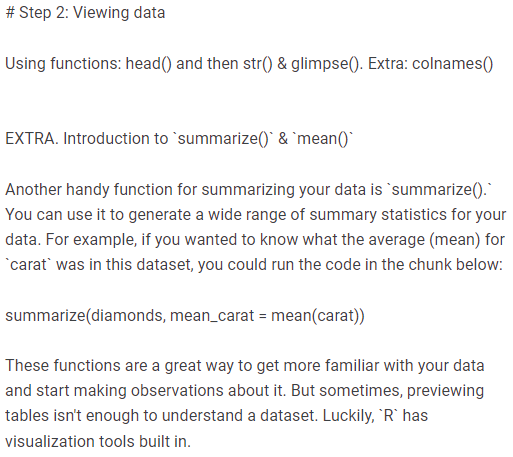 # Step 2: Viewing data
Using functions: head() and then str() & glimpse(). Extra: colnames()
EXTRA. Introduction to `summarize()` & `mean()`
Another handy function for summarizing your data is `summarize().`
You can use it to generate a wide range of summary statistics for your
data. For example, if you wanted to know what the average (mean) for
`carat` was in this dataset, you could run the code in the chunk below:
summarize(diamonds, mean_carat = mean(carat))
These functions are a great way to get more familiar with your data
and start making observations about it. But sometimes, previewing
tables isn't enough to understand a dataset. Luckily, `R` has
visualization tools built in.